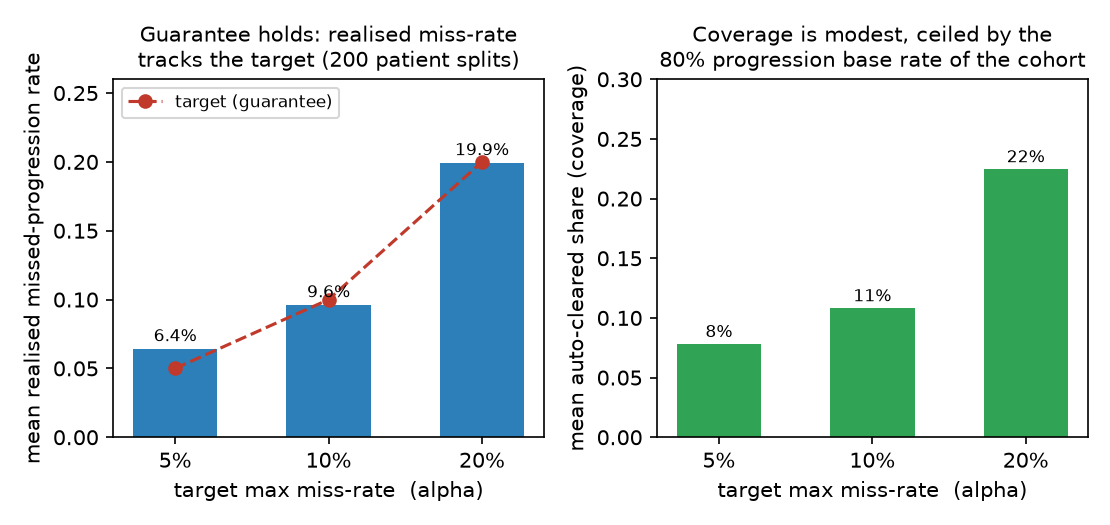 Guarantee holds: realised miss-rate
tracks the target (200 patient splits)
mean realised missed-progression rate
0.25
0.20
0.15
0.10
0.05
0.00
target (guarantee)
6.4%
9.6%
19.9%
5%
10%
20%
target max miss-rate (alpha)
Coverage is modest, ceiled by the
80% progression base rate of the cohort
mean auto-cleared share (coverage)
0.30
0.25
0.20
0.15
0.10
0.05
0.00
8%
11%
22%
5%
10%
20%
target max miss-rate (alpha)